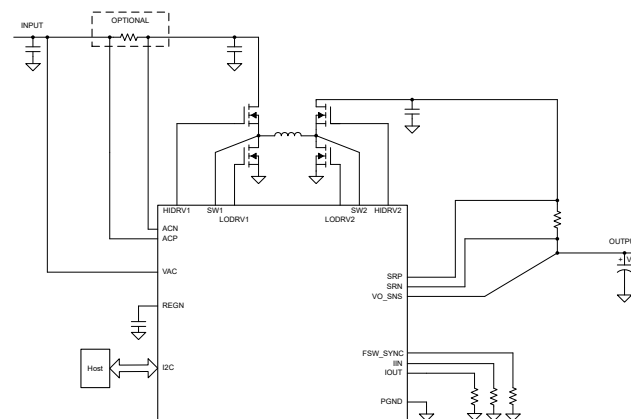 OPTIONAL
INPUT
HIDRV1
SW1
LODRV1
LODRV2
SW2
HIDRV2
ACN
ACP
VAC
REGN
Host
I2C
SRP
SRN
VO_SNS
FSW_SYNC
IIN
IOUT
PGND
+